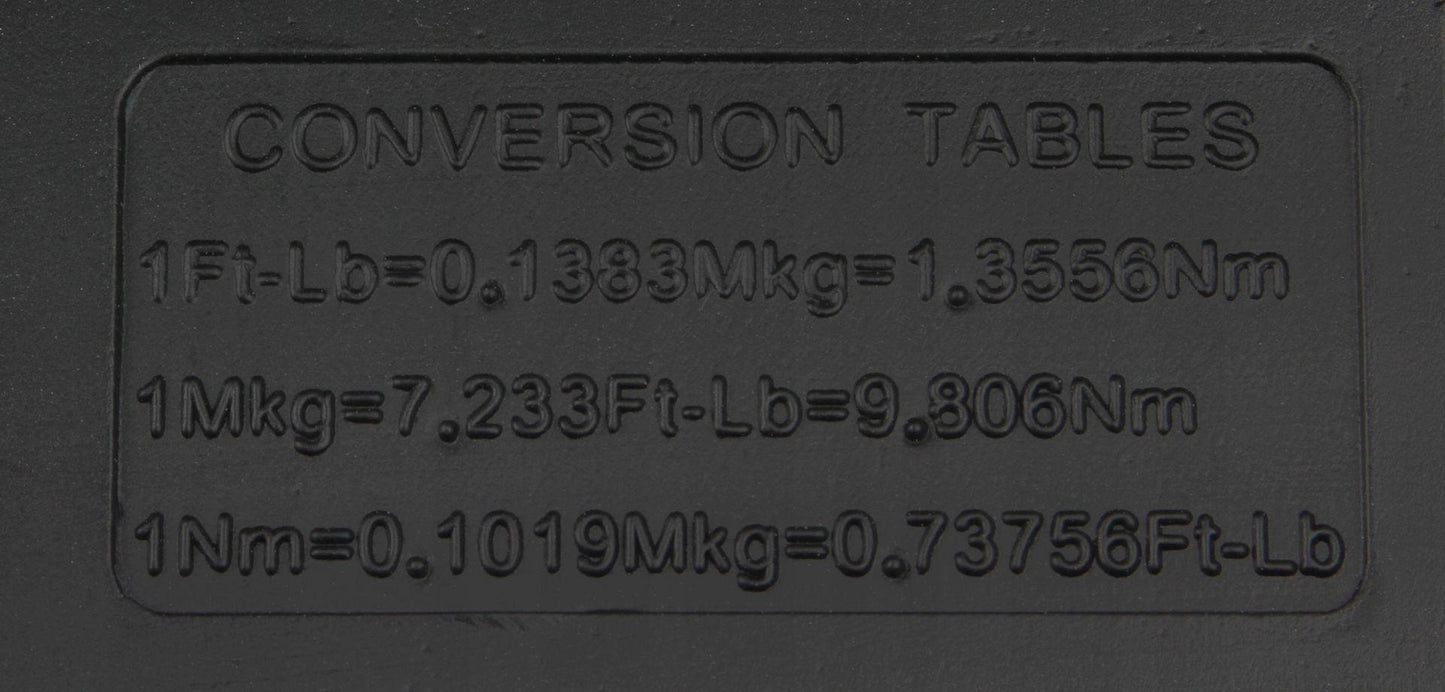 CONVERSION TABLES
1Ft-Lb=0.1383Mkg=1.3556Nm
1Mkg=7.233Ft-Lb=9.806Nm
1Nm=0.1019Mkg=0.73756Ft-Lb